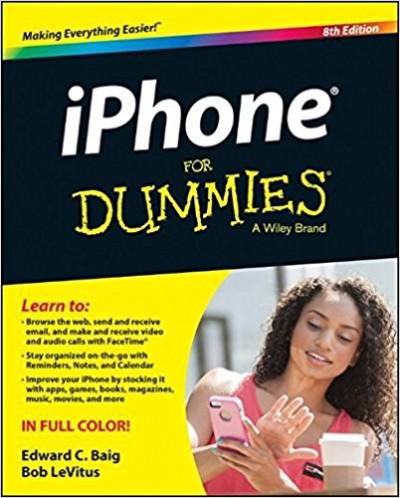 Making Everything Easier!™
8th Edition
iPhone®
FOR
DUMMIES®
A Wiley Brand
Learn to:
• Browse the web, send and receive
email, and make and receive video
and audio calls with FaceTime®
• Stay organized on-the-go with
Reminders, Notes, and Calendar
• Improve your iPhone by stocking it
with apps, games, books, magazines,
music, movies, and more
IN FULL COLOR!
Edward C. Baig
Bob LeVitus